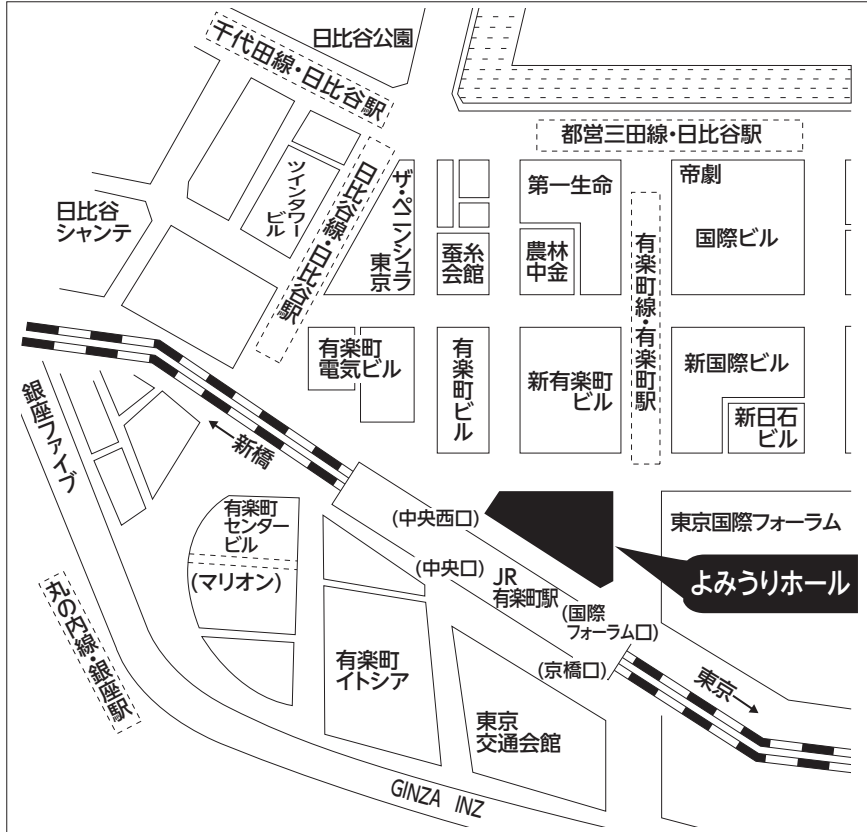 日比谷公園
千代田線・日比谷駅
都営三田線・日比谷駅
ツインタワー
ビル
日比谷線・日比谷駅
ザ・ペニンシュラ
東京
第一生命
帝劇
国際ビル
日比谷
シャンテ
蚕糸
会館
農林
中金
有楽町線・有楽町駅
有楽町
電気ビル
有楽町ビル
新有楽町
ビル
新国際ビル
新日石
ビル
銀座ファイブ
←新橋
有楽町
センター
ビル
(マリオン)
(中央西口)
(中央口)
JR
有楽町駅
(国際
フォーラム口)
(京橋口)
東京国際フォーラム
よみうりホール
丸の内線・銀座駅
有楽町
イトシア
東京
交通会館
東京→
GINZA INZ